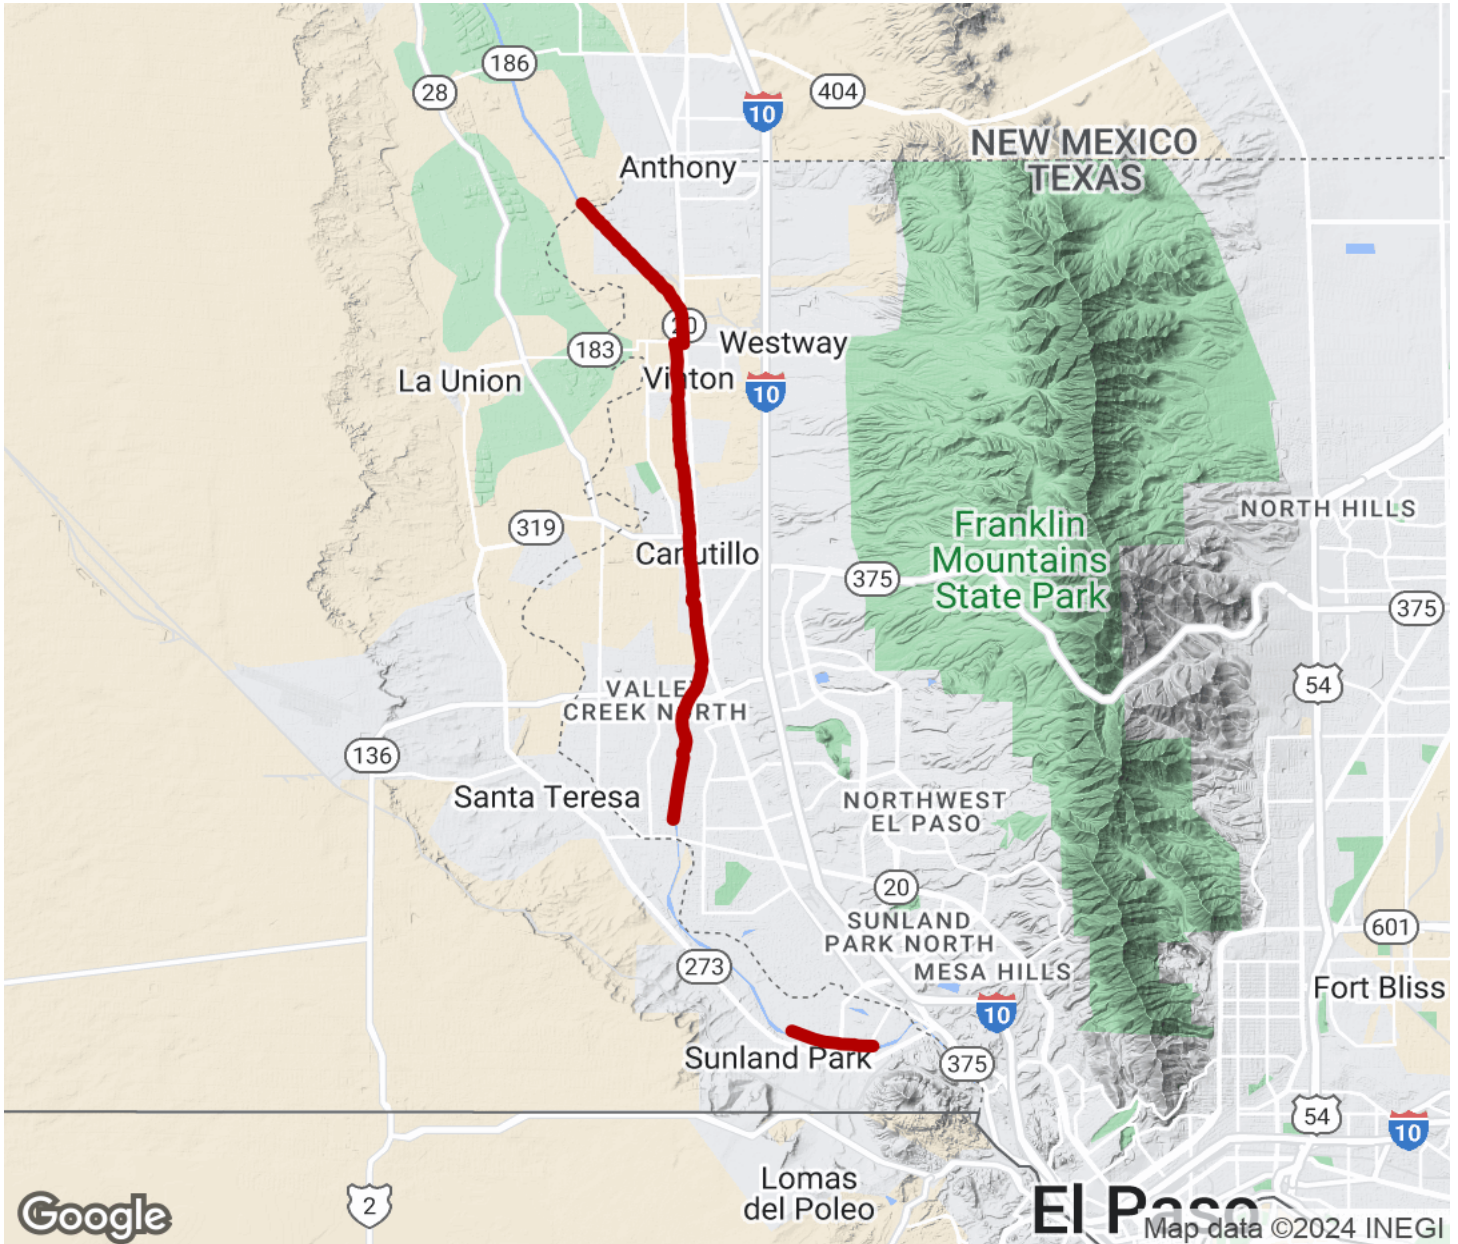 186
28
404
10
NEW MEXICO
TEXAS
Anthony
20
183
Westway
La Union
Vinton
10
NORTH HILLS
319
Franklin
Mountains
State Park
Canutillo
375
375
54
VALLEY
CREEK NORTH
136
Santa Teresa
NORTHWEST
EL PASO
20
SUNLAND
PARK NORTH
601
273
MESA HILLS
Fort Bliss
10
Sunland Park
375
54
10
Lomas
del Poleo
2
El Paso
Google
Map data ©2024 INEGI